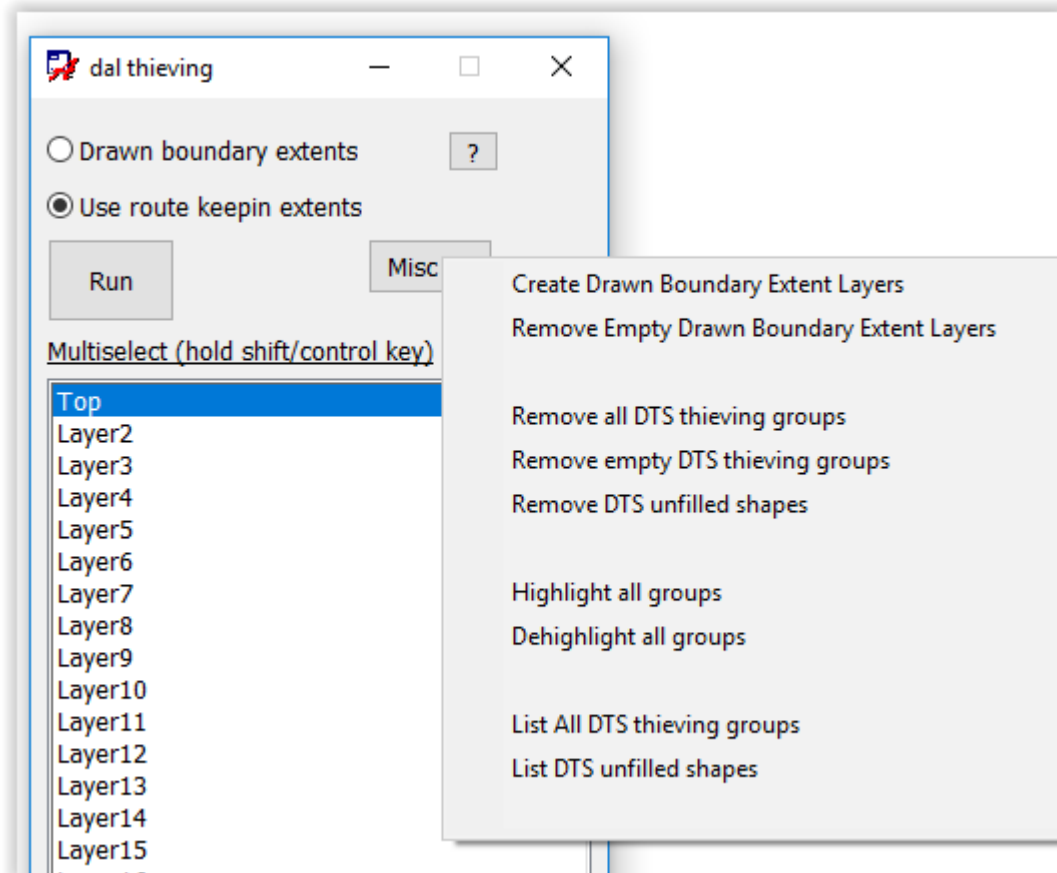 dal thieving
Drawn boundary extents
?
Use route keepin extents
Run
Misc
Create Drawn Boundary Extent Layers
Remove Empty Drawn Boundary Extent Layers
Remove all DTS thieving groups
Remove empty DTS thieving groups
Remove DTS unfilled shapes
Highlight all groups
Dehighlight all groups
List All DTS thieving groups
List DTS unfilled shapes
Multiselect (hold shift/control key)
Top
Layer2
Layer3
Layer4
Layer5
Layer6
Layer7
Layer8
Layer9
Layer10
Layer11
Layer12
Layer13
Layer14
Layer15